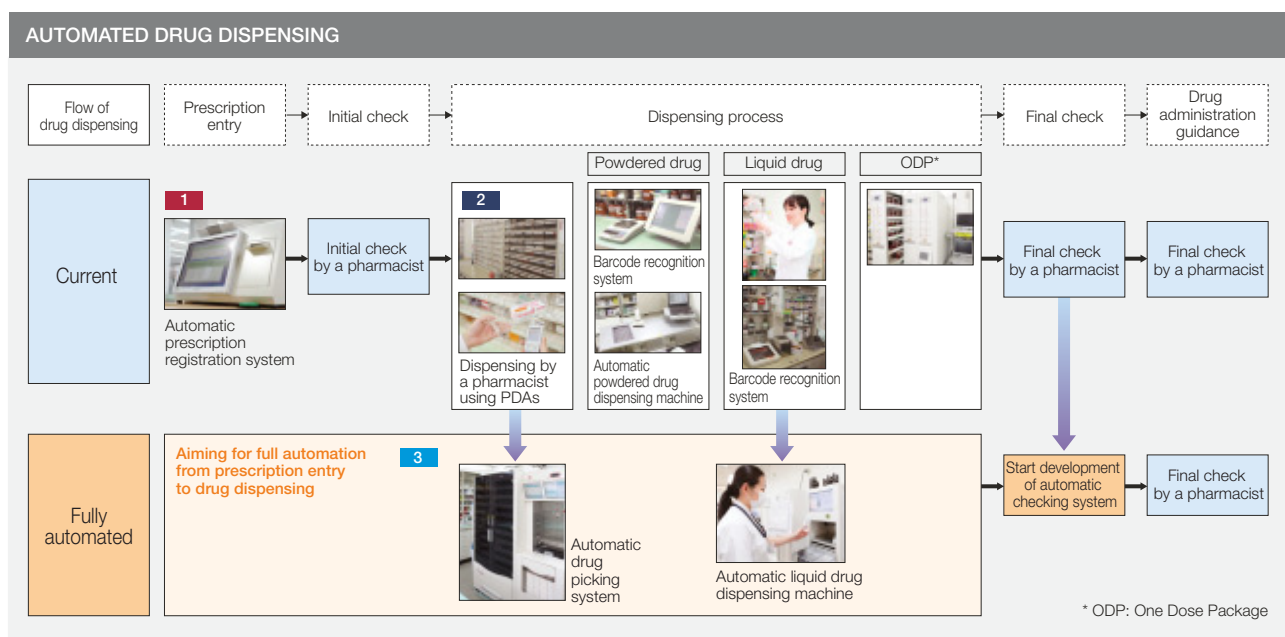 AUTOMATED DRUG DISPENSING
Flow of
drug dispensing
Prescription
entry
Initial check
Dispensing process
Final check
Drug
administration
guidance
Powdered drug
Liquid drug
ODP*
Current
1
Automatic
prescription
registration system
Initial check
by a pharmacist
2
Dispensing by
a pharmacist
using PDAs
Barcode recognition
system
Automatic
powdered drug
dispensing machine
Barcode recognition
system
Final check
by a pharmacist
Final check
by a pharmacist
Fully
automated
Aiming for full automation
from prescription entry
to drug dispensing
3
Automatic
drug
picking
system
Automatic liquid drug
dispensing machine
Start development
of automatic
checking system
Final check
by a pharmacist
* ODP: One Dose Package